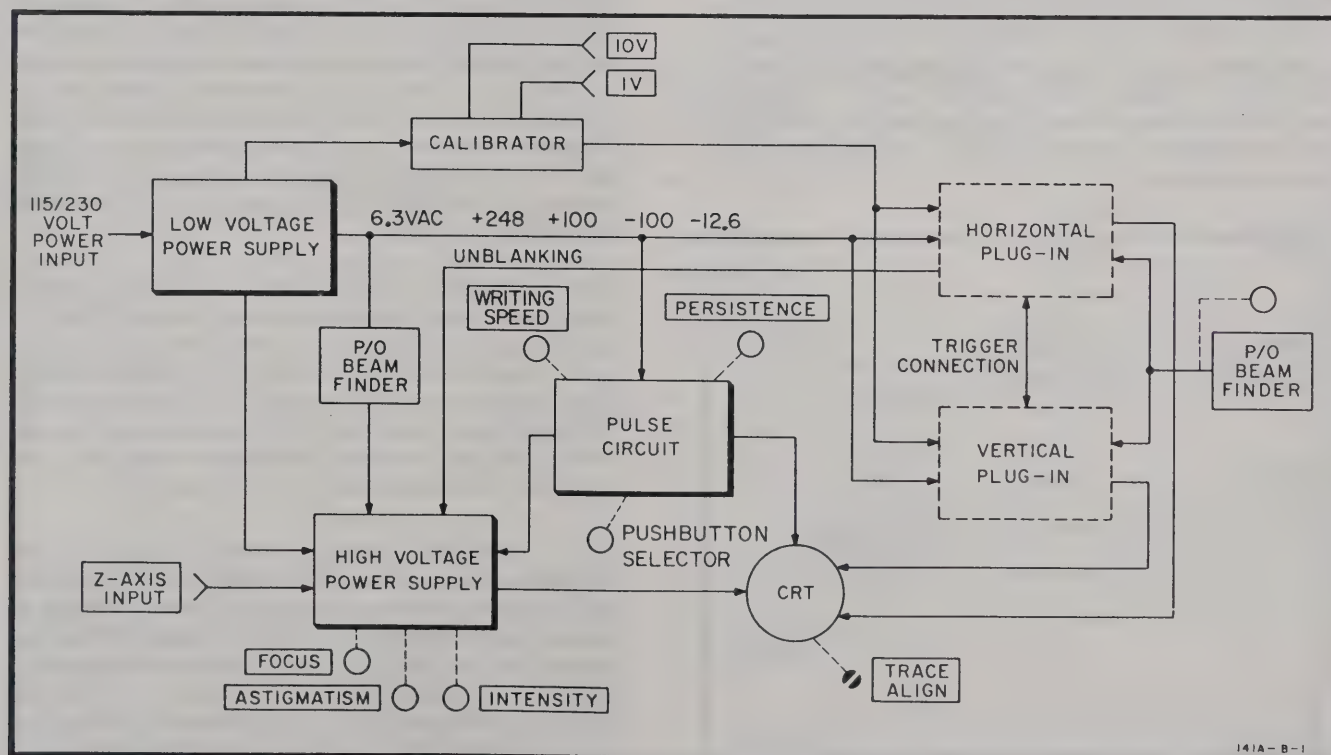 10V
1V
CALIBRATOR
115/230
VOLT
POWER
INPUT
LOW VOLTAGE
POWER SUPPLY
6.3VAC +248 +100 -100 -12.6
HORIZONTAL
PLUG-IN
UNBLANKING
WRITING
SPEED
PERSISTENCE
P/O
BEAM
FINDER
TRIGGER
CONNECTION
P/O
BEAM
FINDER
PULSE
CIRCUIT
VERTICAL
PLUG-IN
PUSHBUTTON
SELECTOR
HIGH VOLTAGE
POWER SUPPLY
Z-AXIS
INPUT
CRT
FOCUS
ASTIGMATISM
INTENSITY
TRACE
ALIGN
141A-B-1